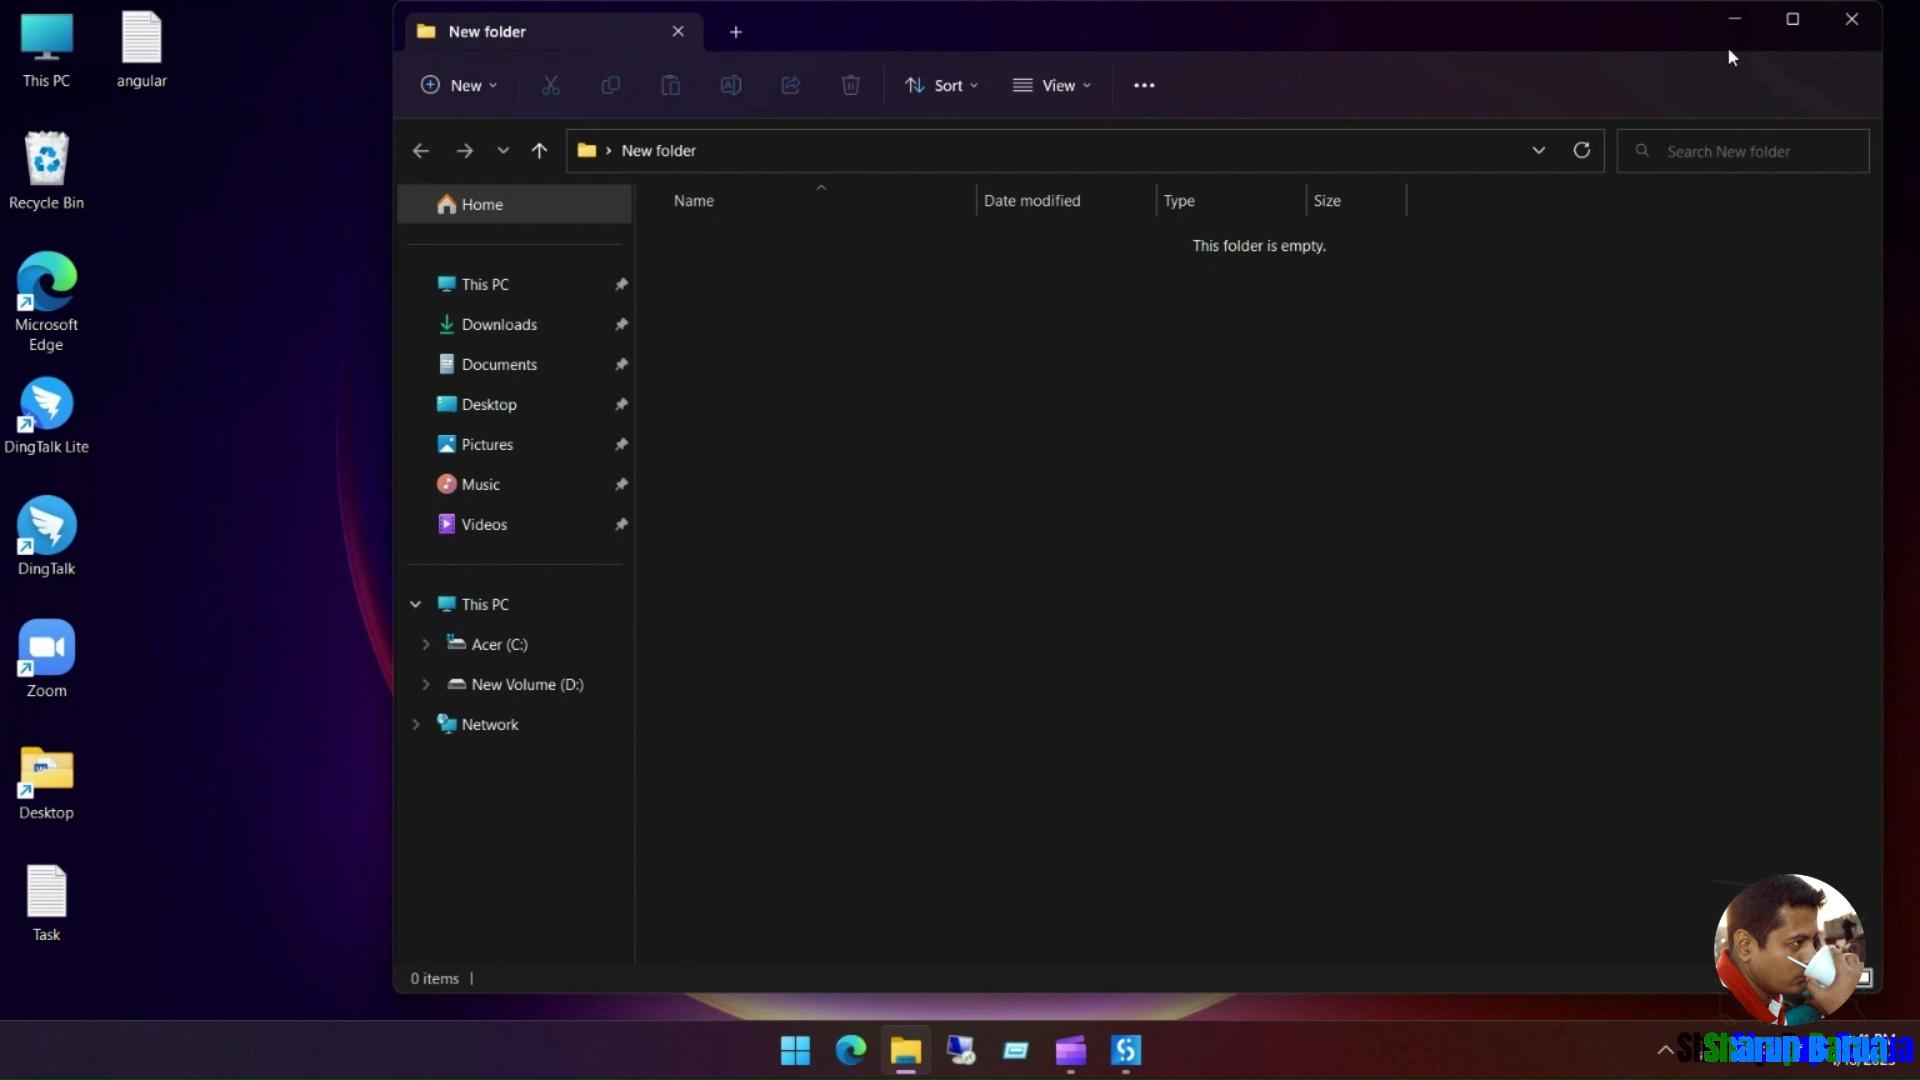 New folder
This PC
angular
New
Sort
View
New folder
Search New folder
Recycle Bin
Home
Name
Date modified
Type
Size
This folder is empty.
This PC
Downloads
Documents
Desktop
Pictures
Music
Videos
Microsoft
Edge
DingTalk Lite
DingTalk
Zoom
Desktop
Task
This PC
Acer (C:)
New Volume (D:)
Network
0 items